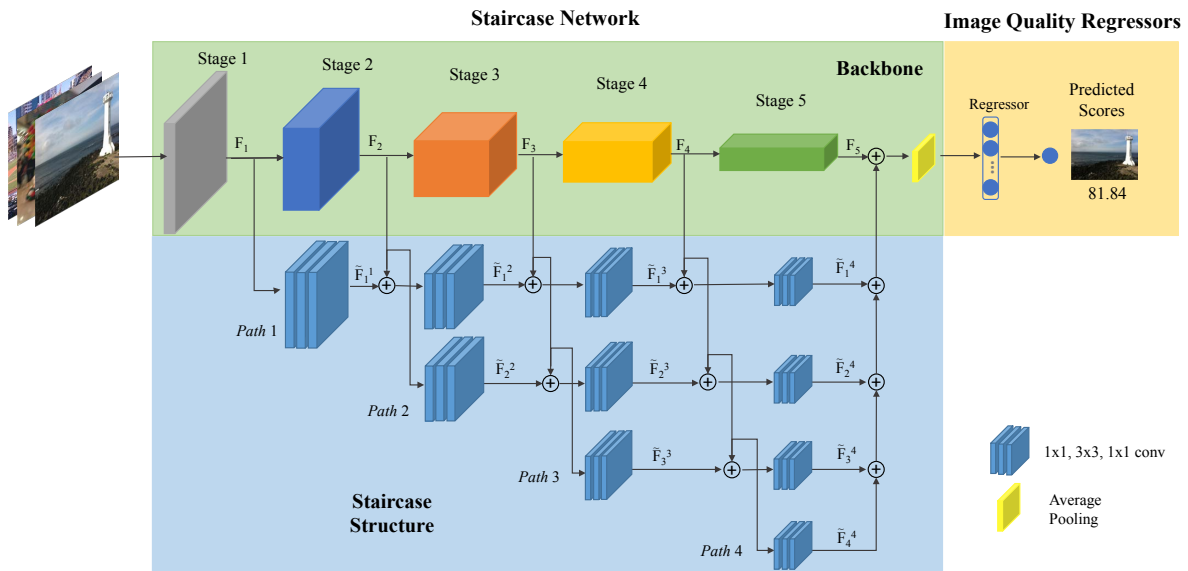 Staircase Network
Image Quality Regressors
Stage 1
Stage 2
Stage 3
Stage 4
Stage 5
Backbone
F₁
F₂
F₃
F₄
F₅
Regressor
Predicted
Scores
81.84
Path 1
F̃₁¹
F̃₁²
F̃₁³
F̃₁⁴
Path 2
F̃₂²
F̃₂³
F̃₂⁴
Path 3
F̃₃³
F̃₃⁴
Path 4
F̃₄⁴
Staircase
Structure
1x1, 3x3, 1x1 conv
Average
Pooling